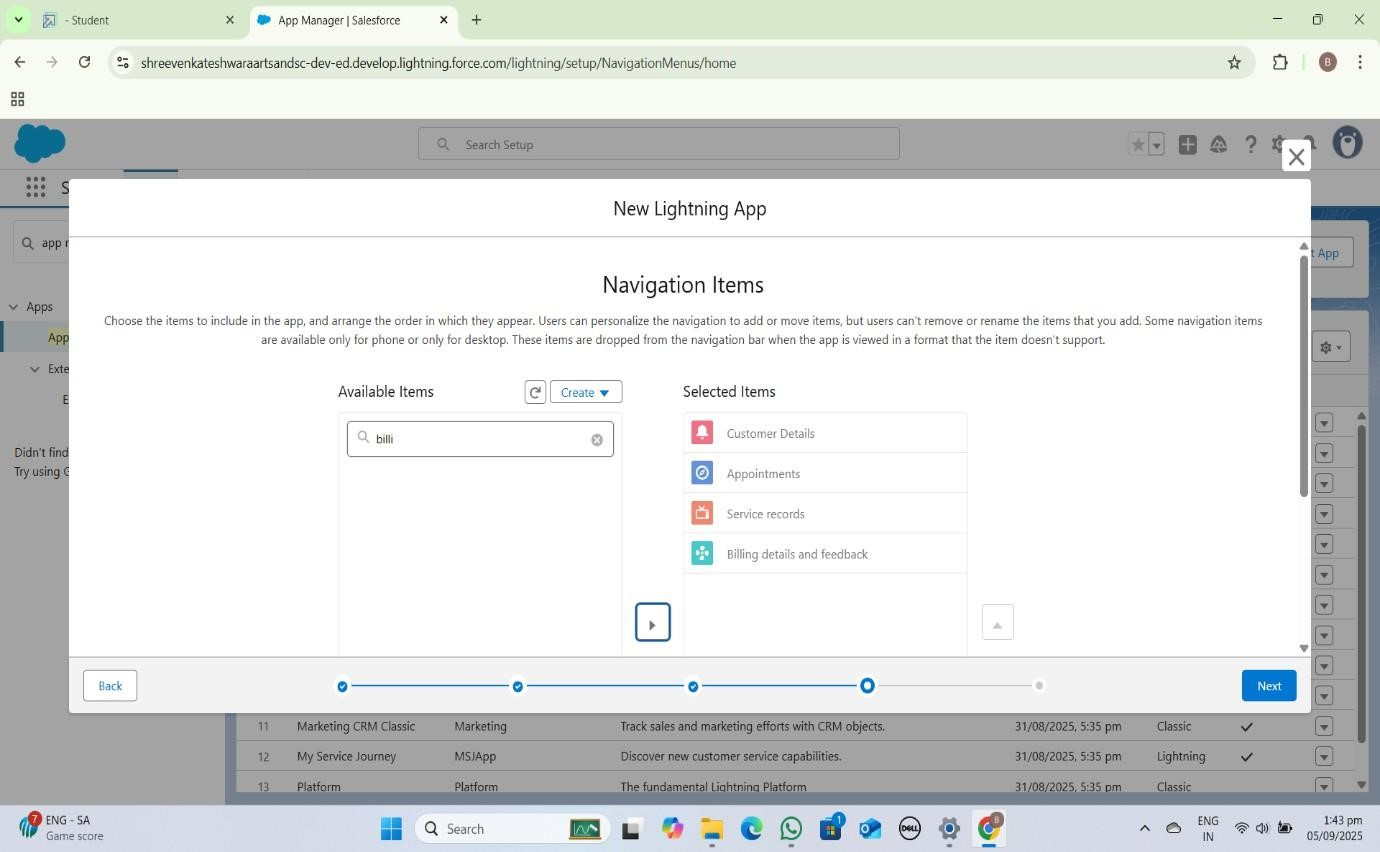 - Student
App Manager | Salesforce
shreevenkateshwaraartsandsc-dev-ed.develop.lightning.force.com/lightning/setup/NavigationMenus/home
B
Search Setup
S
New Lightning App
app r
t App
Navigation Items
Apps
Choose the items to include in the app, and arrange the order in which they appear. Users can personalize the navigation to add or move items, but users can't remove or rename the items that you add. Some navigation items
are available only for phone or only for desktop. These items are dropped from the navigation bar when the app is viewed in a format that the item doesn't support.
App
Exte
E
Available Items
Create
Selected Items
billi
Customer Details
Appointments
Service records
Billing details and feedback
Didn't find
Try using G
Back
Next
11 Marketing CRM Classic Marketing Track sales and marketing efforts with CRM objects. 31/08/2025, 5:35 pm Classic
12 My Service Journey MSJApp Discover new customer service capabilities. 31/08/2025, 5:35 pm Lightning
13 Platform Platform The fundamental Lightning Platform 31/08/2025, 5:35 pm Classic
7
ENG - SA
Game score
Search
1
DELL
B
ENG
IN
1:43 pm
05/09/2025